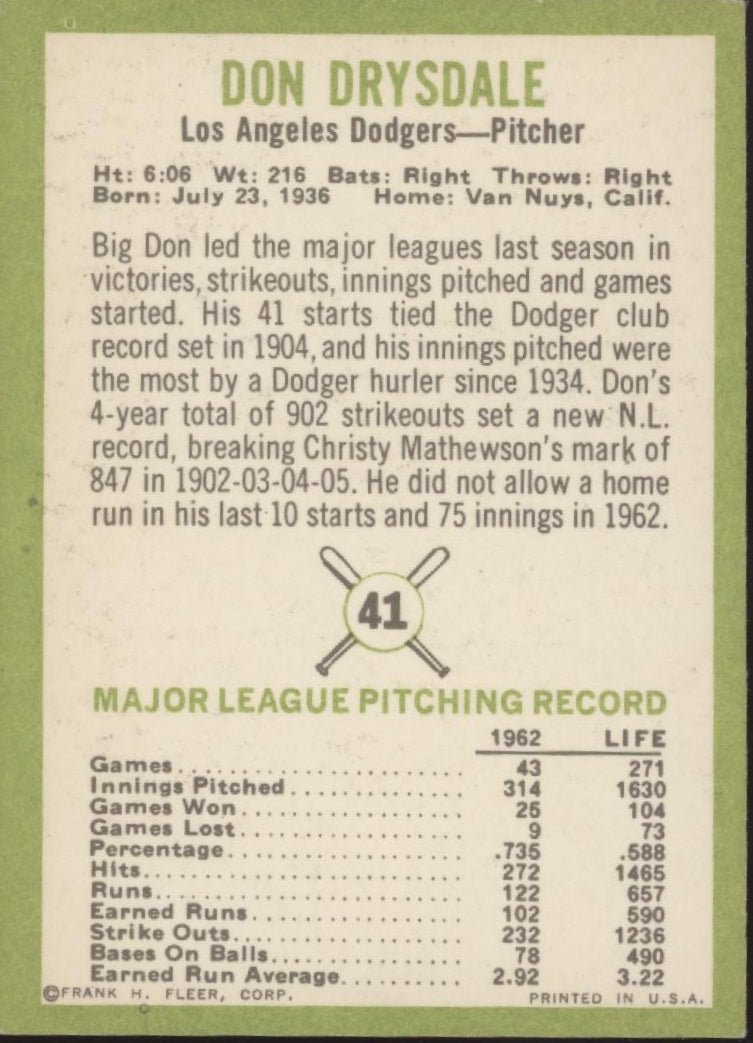 DON DRYSDALE
Los Angeles Dodgers—Pitcher
Ht: 6:06 Wt: 216 Bats: Right Throws: Right
Born: July 23, 1936 Home: Van Nuys, Calif.
Big Don led the major leagues last season in
victories, strikeouts, innings pitched and games
started. His 41 starts tied the Dodger club
record set in 1904, and his innings pitched were
the most by a Dodger hurler since 1934. Don's
4-year total of 902 strikeouts set a new N.L.
record, breaking Christy Mathewson's mark of
847 in 1902-03-04-05. He did not allow a home
run in his last 10 starts and 75 innings in 1962.
41
MAJOR LEAGUE PITCHING RECORD
1962 LIFE
Games 43 271
Innings Pitched 314 1630
Games Won 25 104
Games Lost 9 73
Percentage .735 .588
Hits 272 1465
Runs 122 657
Earned Runs 102 590
Strike Outs 232 1236
Bases On Balls 78 490
Earned Run Average 2.92 3.22
©FRANK H. FLEER, CORP. PRINTED IN U.S.A.